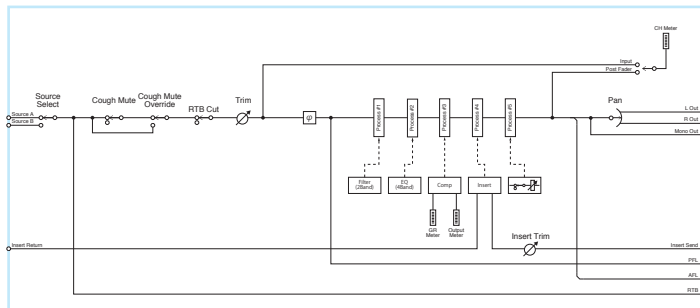 CH Meter
Input
Post Fader
Source
Select
Cough Mute
Cough Mute
Override
RTB Cut
Trim
Pan
Source A
Source B
φ
Process #1
Process #2
Process #3
Process #4
Process #5
L Out
R Out
Mono Out
Filter
(2Band)
EQ
(4Band)
Comp
Insert
GR
Meter
Output
Meter
Insert Trim
Insert Return
Insert Send
PFL
AFL
RTB